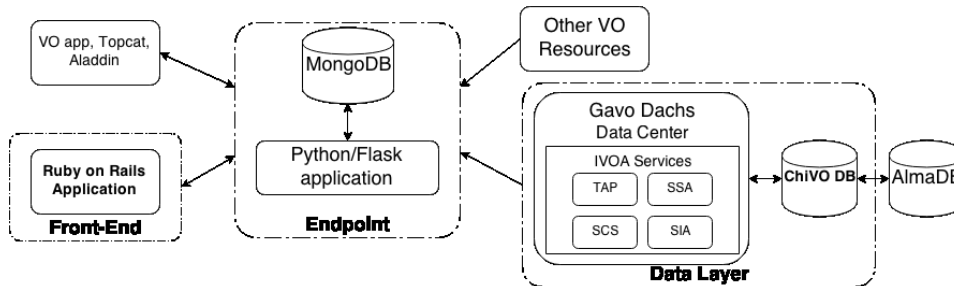 VO app, Topcat,
Aladdin
Ruby on Rails
Application
Front-End
MongoDB
Python/Flask
application
Endpoint
Other VO
Resources
Gavo Dachs
Data Center
IVOA Services
TAP
SSA
SCS
SIA
ChiVO DB
Data Layer
AlmaDB